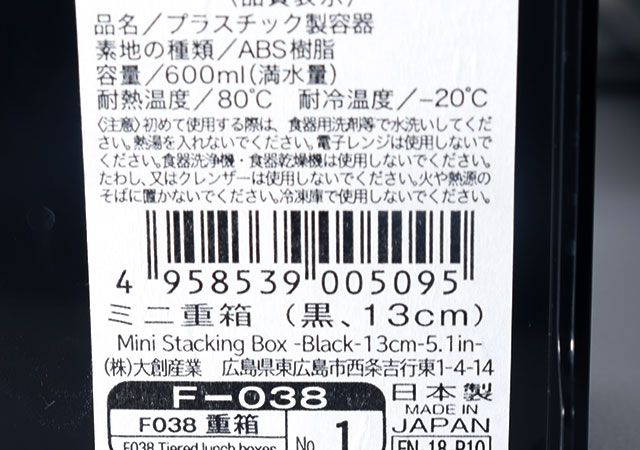 (品質表示)
品名／プラスチック製容器
素地の種類／ABS樹脂
容量／600ml(満水量)
耐熱温度／80℃　耐冷温度／-20℃
〈注意〉初めて使用する際は、食器用洗剤等で水洗いしてくだ
さい。熱湯を入れないでください。電子レンジは使用しないで
ください。食器洗浄機・食器乾燥機は使用しないでください。
たわし、又はクレンザーは使用しないでください。火や熱源の
そばに置かないでください。冷凍庫で使用しないでください。
4 958539 005095
ミニ重箱（黒、13cm）
Mini Stacking Box -Black-13cm-5.1in-
(株)大創産業　広島県東広島市西条吉行東1-4-14
F-038
F038 重箱
F038 Tiered lunch boxes
No. 1
日本製
MADE IN
JAPAN
EN-18-R10